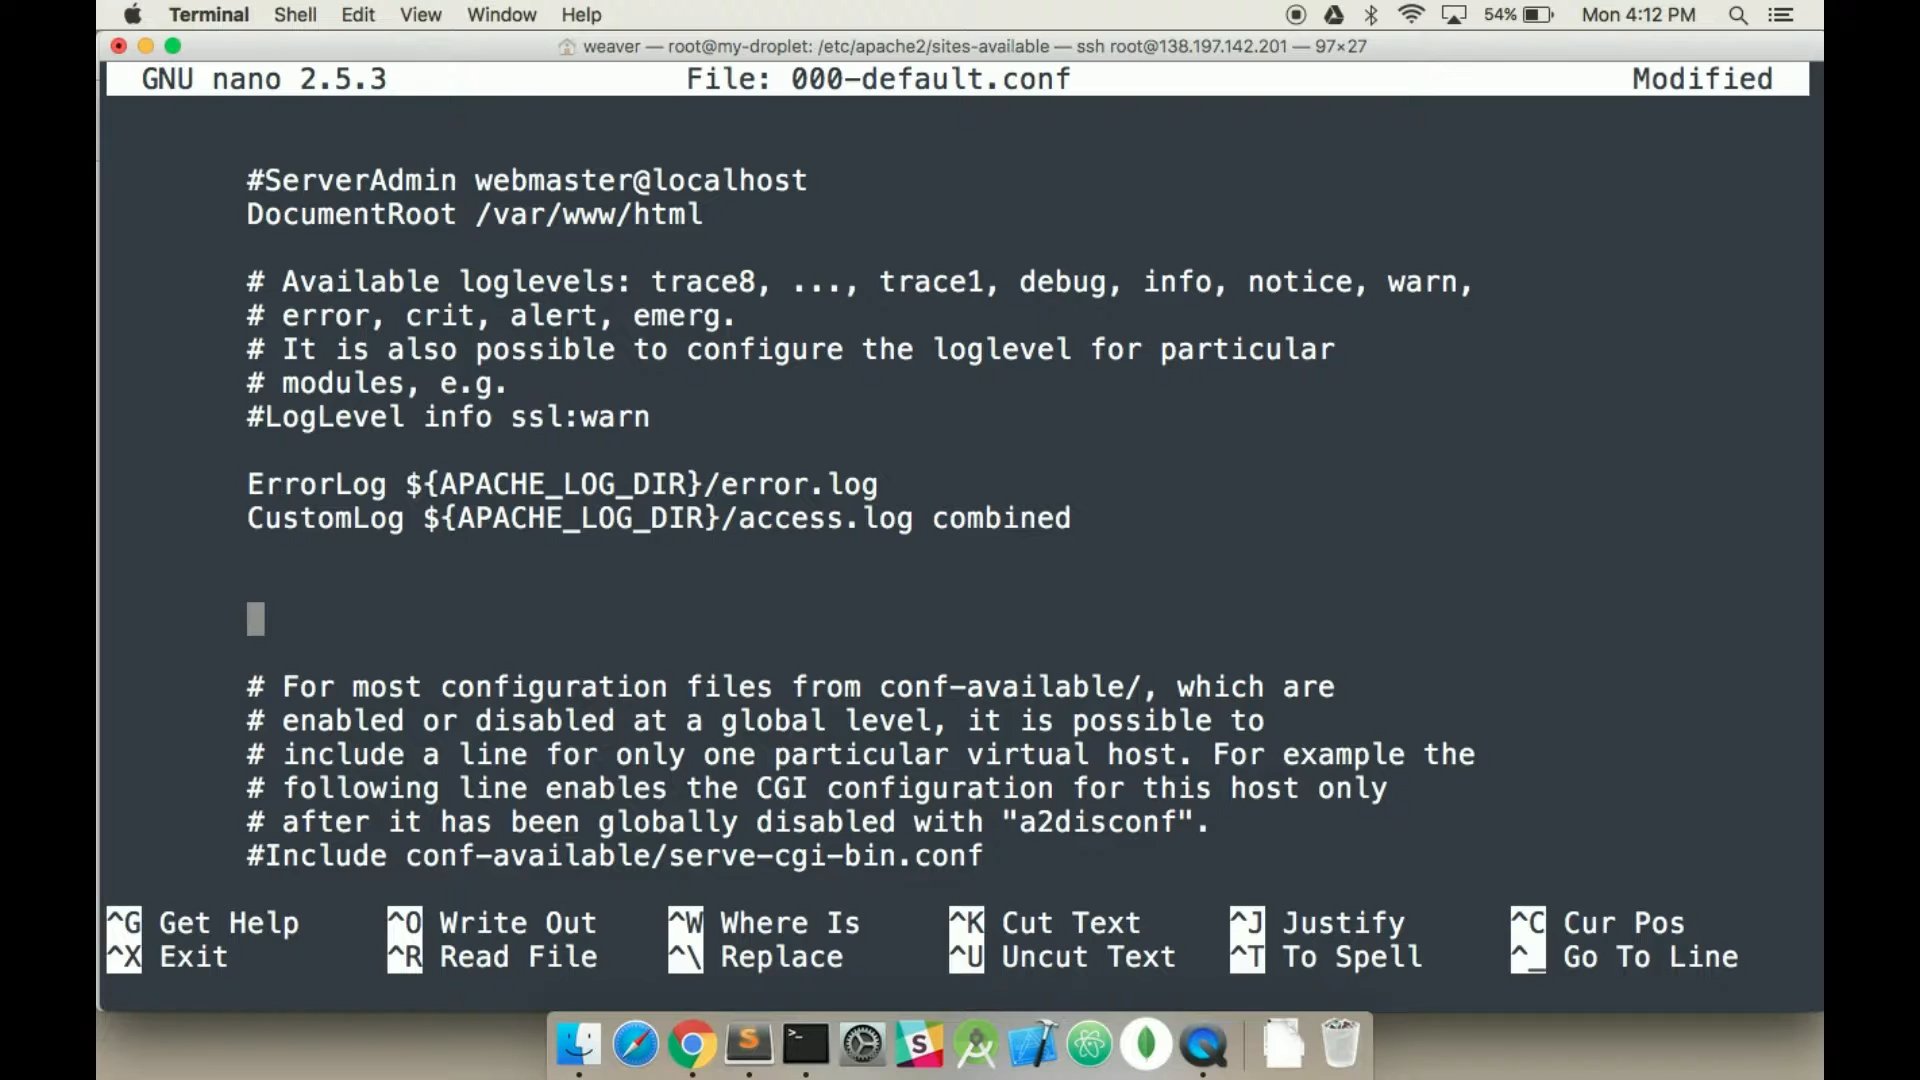 Terminal Shell Edit View Window Help 54% Mon 4:12 PM
weaver — root@my-droplet: /etc/apache2/sites-available — ssh root@138.197.142.201 — 97×27
GNU nano 2.5.3 File: 000-default.conf Modified
#ServerAdmin webmaster@localhost
DocumentRoot /var/www/html
# Available loglevels: trace8, ..., trace1, debug, info, notice, warn,
# error, crit, alert, emerg.
# It is also possible to configure the loglevel for particular
# modules, e.g.
#LogLevel info ssl:warn
ErrorLog ${APACHE_LOG_DIR}/error.log
CustomLog ${APACHE_LOG_DIR}/access.log combined
# For most configuration files from conf-available/, which are
# enabled or disabled at a global level, it is possible to
# include a line for only one particular virtual host. For example the
# following line enables the CGI configuration for this host only
# after it has been globally disabled with "a2disconf".
#Include conf-available/serve-cgi-bin.conf
^G Get Help ^O Write Out ^W Where Is ^K Cut Text ^J Justify ^C Cur Pos
^X Exit ^R Read File ^\ Replace ^U Uncut Text ^T To Spell ^_ Go To Line